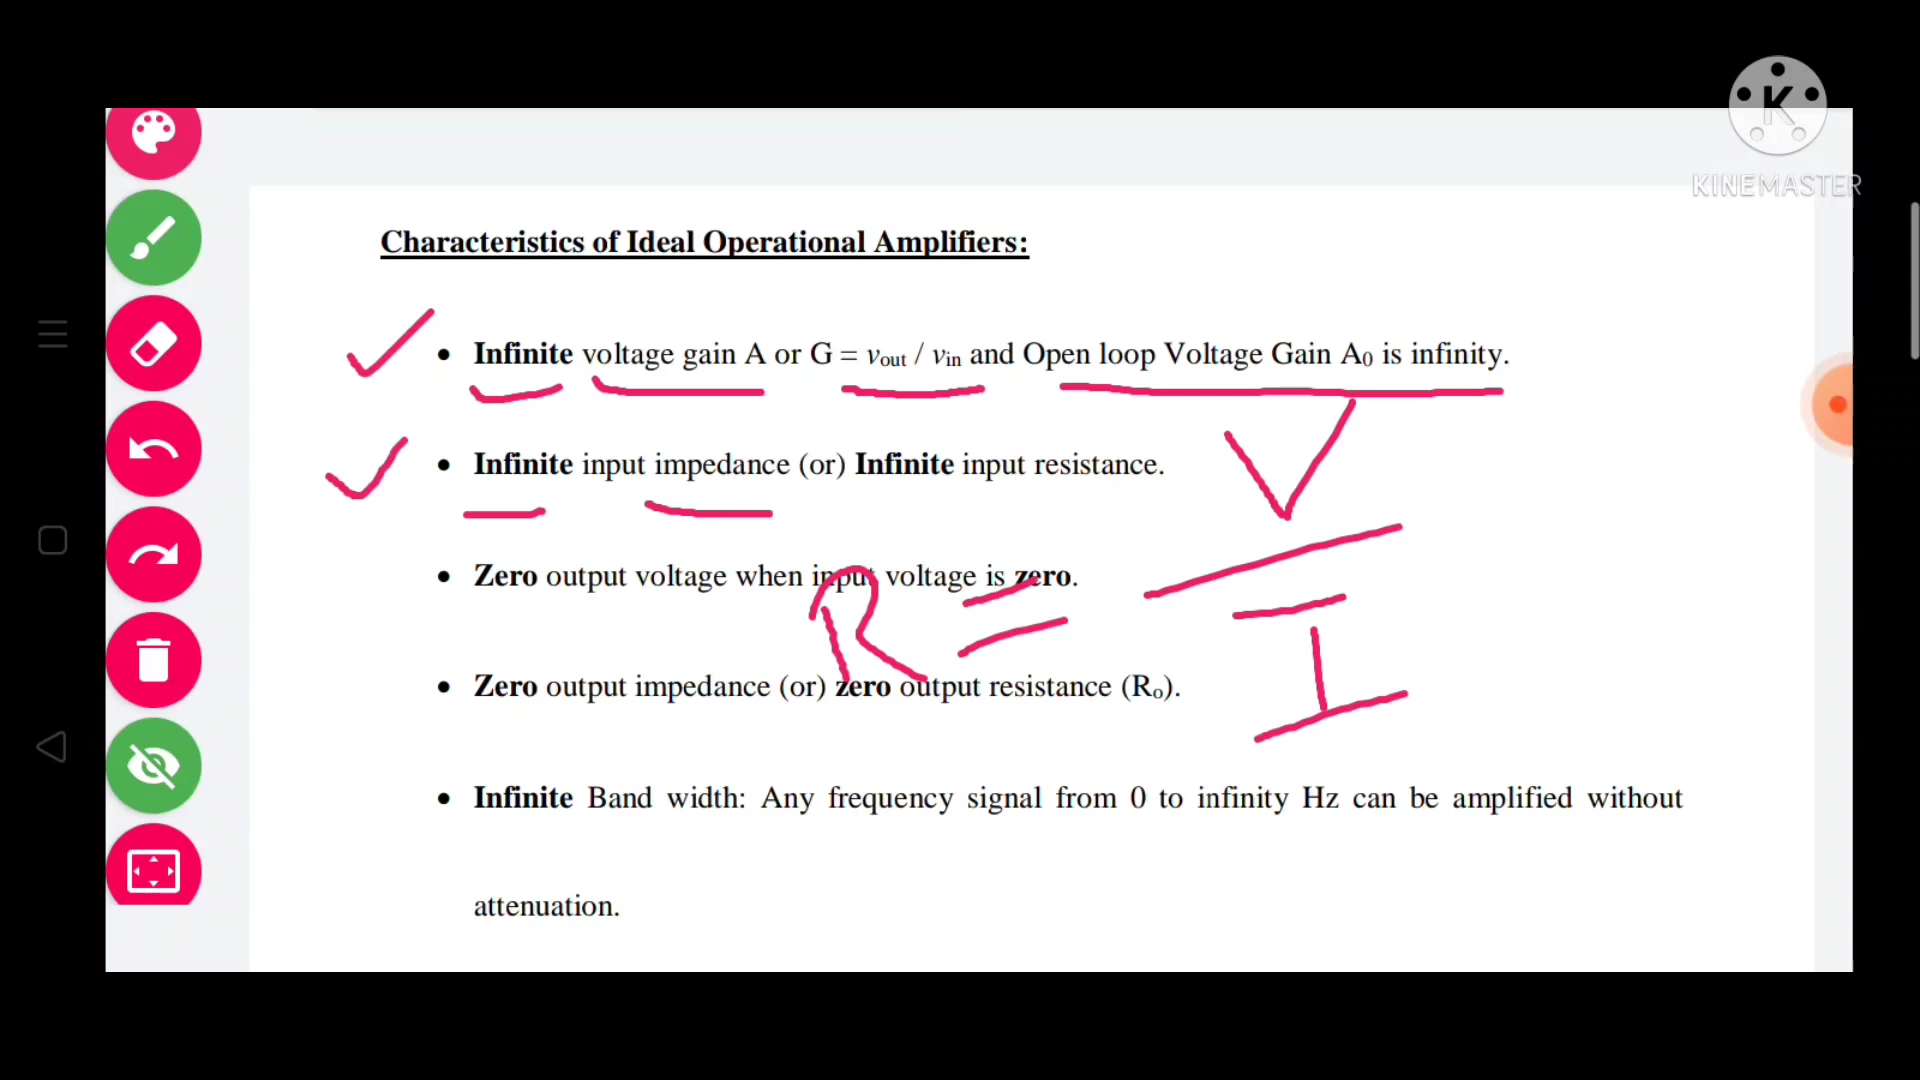 K
KINEMASTER
Characteristics of Ideal Operational Amplifiers:
• Infinite voltage gain A or G = vout / vin and Open loop Voltage Gain A0 is infinity.
• Infinite input impedance (or) Infinite input resistance.
• Zero output voltage when input voltage is zero.
• Zero output impedance (or) zero output resistance (Ro).
• Infinite Band width: Any frequency signal from 0 to infinity Hz can be amplified without
attenuation.
R = V / I